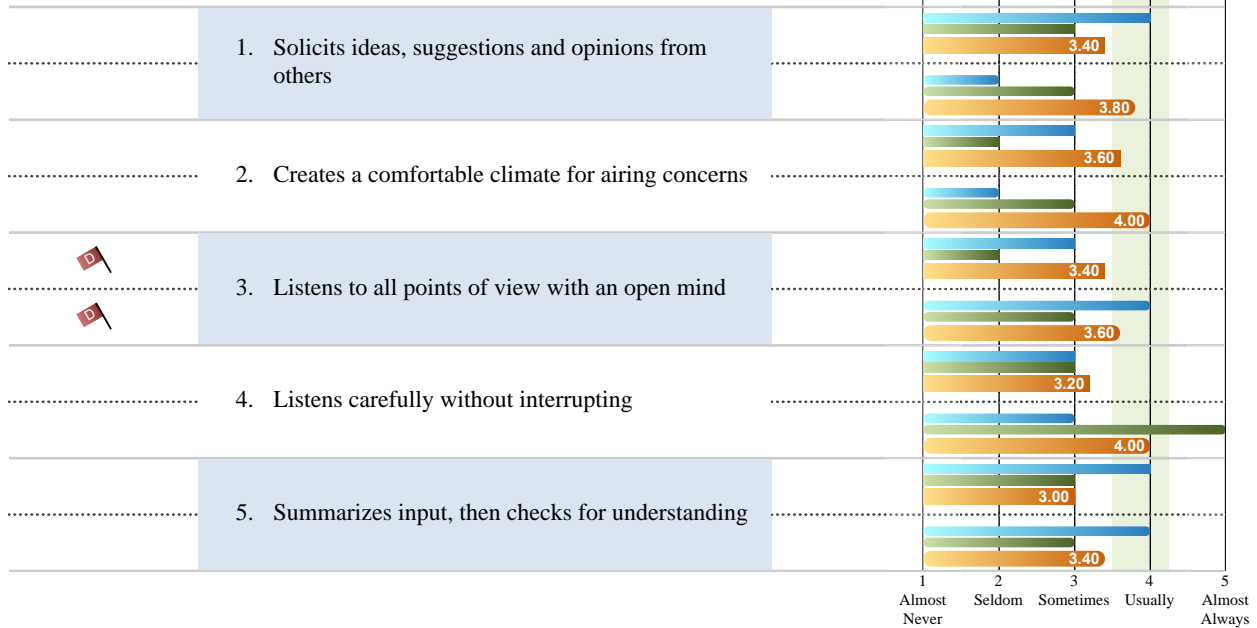 1. Solicits ideas, suggestions and opinions from
others
3.40
3.80
2. Creates a comfortable climate for airing concerns
3.60
4.00
D
3. Listens to all points of view with an open mind
D
3.40
3.60
4. Listens carefully without interrupting
3.20
4.00
5. Summarizes input, then checks for understanding
3.00
3.40
1 2 3 4 5
Almost Seldom Sometimes Usually Almost
Never Always